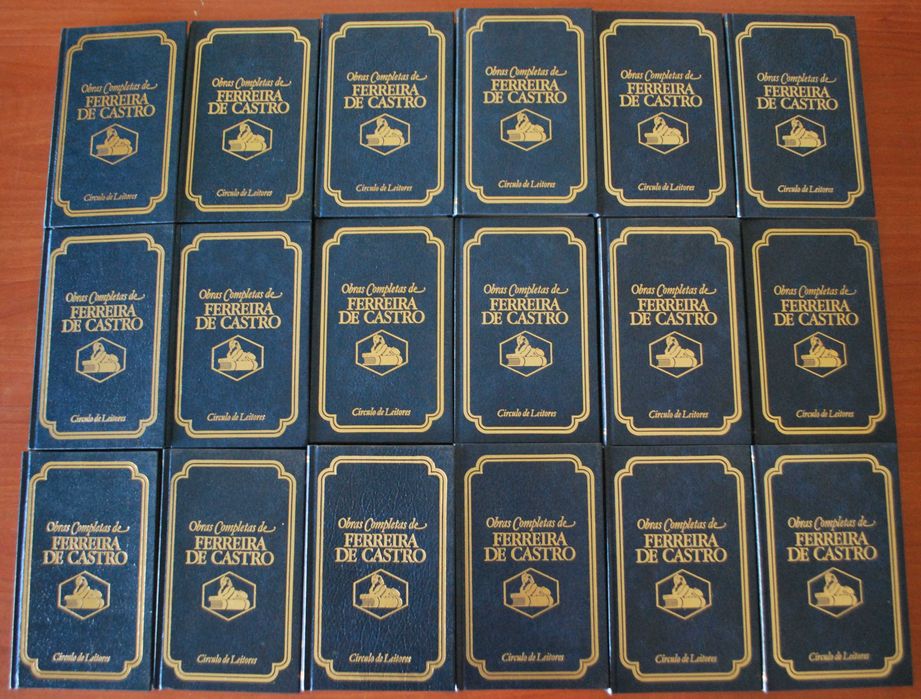 Obras Completas de
FERREIRA
DE CASTRO
Círculo de Leitores
Obras Completas de
FERREIRA
DE CASTRO
Círculo de Leitores
Obras Completas de
FERREIRA
DE CASTRO
Círculo de Leitores
Obras Completas de
FERREIRA
DE CASTRO
Círculo de Leitores
Obras Completas de
FERREIRA
DE CASTRO
Círculo de Leitores
Obras Completas de
FERREIRA
DE CASTRO
Círculo de Leitores
Obras Completas de
FERREIRA
DE CASTRO
Círculo de Leitores
Obras Completas de
FERREIRA
DE CASTRO
Círculo de Leitores
Obras Completas de
FERREIRA
DE CASTRO
Círculo de Leitores
Obras Completas de
FERREIRA
DE CASTRO
Círculo de Leitores
Obras Completas de
FERREIRA
DE CASTRO
Círculo de Leitores
Obras Completas de
FERREIRA
DE CASTRO
Círculo de Leitores
Obras Completas de
FERREIRA
DE CASTRO
Círculo de Leitores
Obras Completas de
FERREIRA
DE CASTRO
Círculo de Leitores
Obras Completas de
FERREIRA
DE CASTRO
Círculo de Leitores
Obras Completas de
FERREIRA
DE CASTRO
Círculo de Leitores
Obras Completas de
FERREIRA
DE CASTRO
Círculo de Leitores
Obras Completas de
FERREIRA
DE CASTRO
Círculo de Leitores